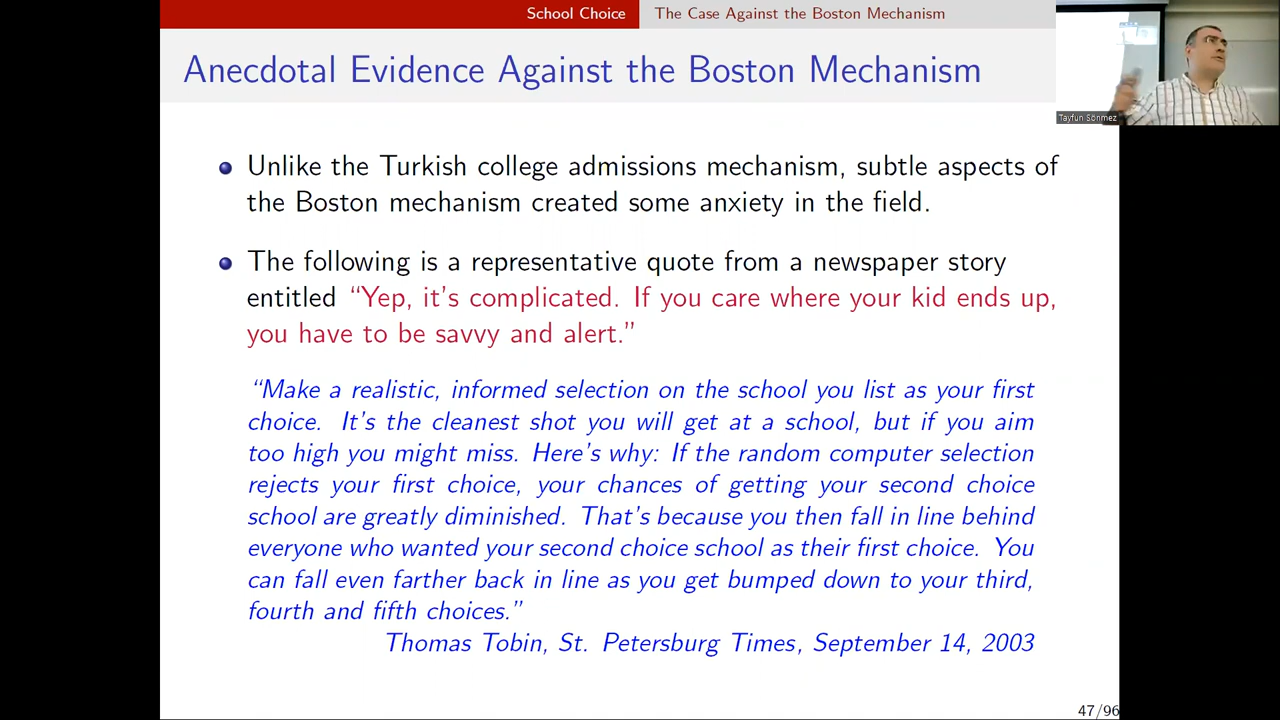 School Choice The Case Against the Boston Mechanism
Anecdotal Evidence Against the Boston Mechanism
Tayfun Sönmez
Unlike the Turkish college admissions mechanism, subtle aspects of
the Boston mechanism created some anxiety in the field.
The following is a representative quote from a newspaper story
entitled “Yep, it’s complicated. If you care where your kid ends up,
you have to be savvy and alert.”
“Make a realistic, informed selection on the school you list as your first
choice. It’s the cleanest shot you will get at a school, but if you aim
too high you might miss. Here’s why: If the random computer selection
rejects your first choice, your chances of getting your second choice
school are greatly diminished. That’s because you then fall in line behind
everyone who wanted your second choice school as their first choice. You
can fall even farther back in line as you get bumped down to your third,
fourth and fifth choices.”
Thomas Tobin, St. Petersburg Times, September 14, 2003
47/96